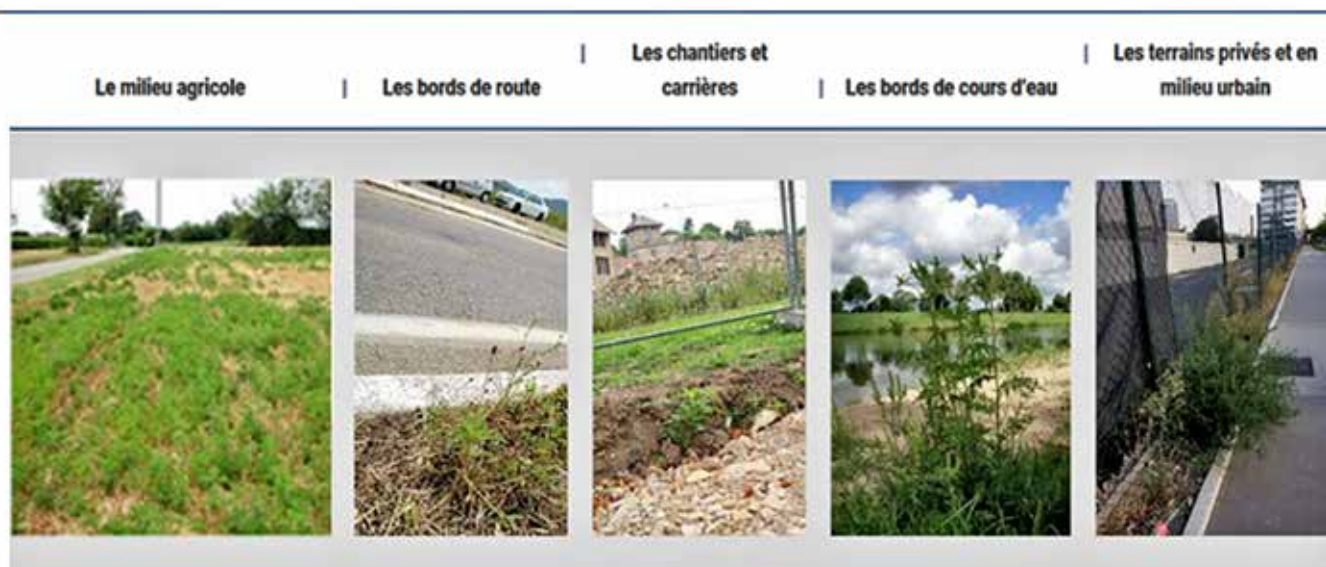 Le milieu agricole
Les bords de route
Les chantiers et
carrières
Les bords de cours d'eau
Les terrains privés et en
milieu urbain